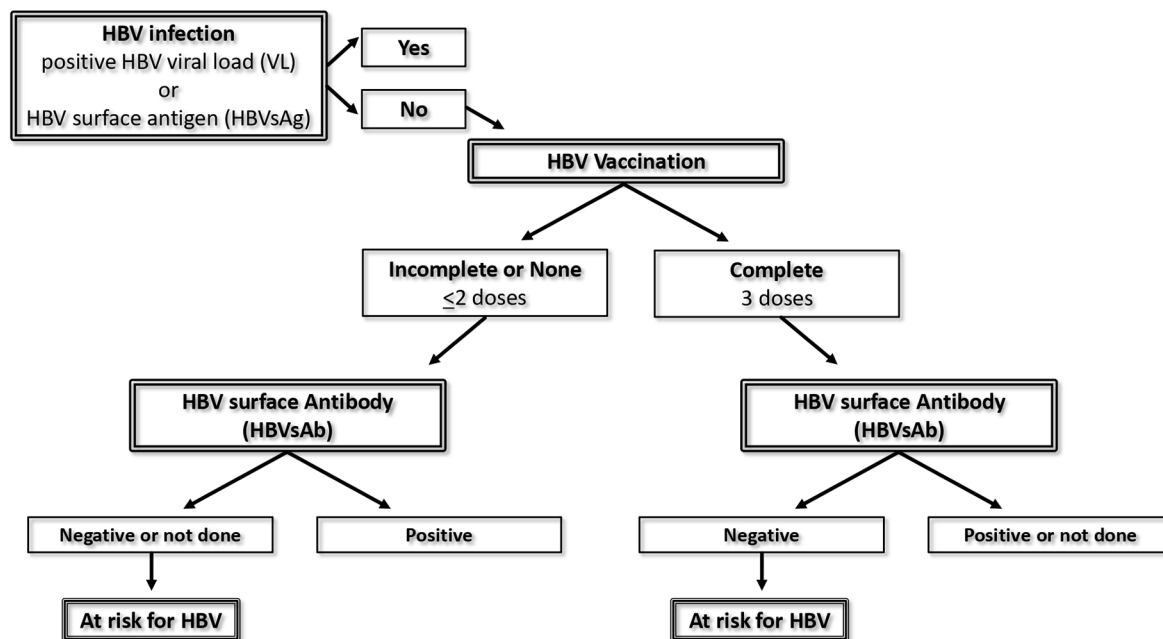 HBV infection
positive HBV viral load (VL)
or
HBV surface antigen (HBVsAg)
Yes
No
HBV Vaccination
Incomplete or None
≤2 doses
Complete
3 doses
HBV surface Antibody
(HBVsAb)
HBV surface Antibody
(HBVsAb)
Negative or not done
Positive
Negative
Positive or not done
At risk for HBV
At risk for HBV